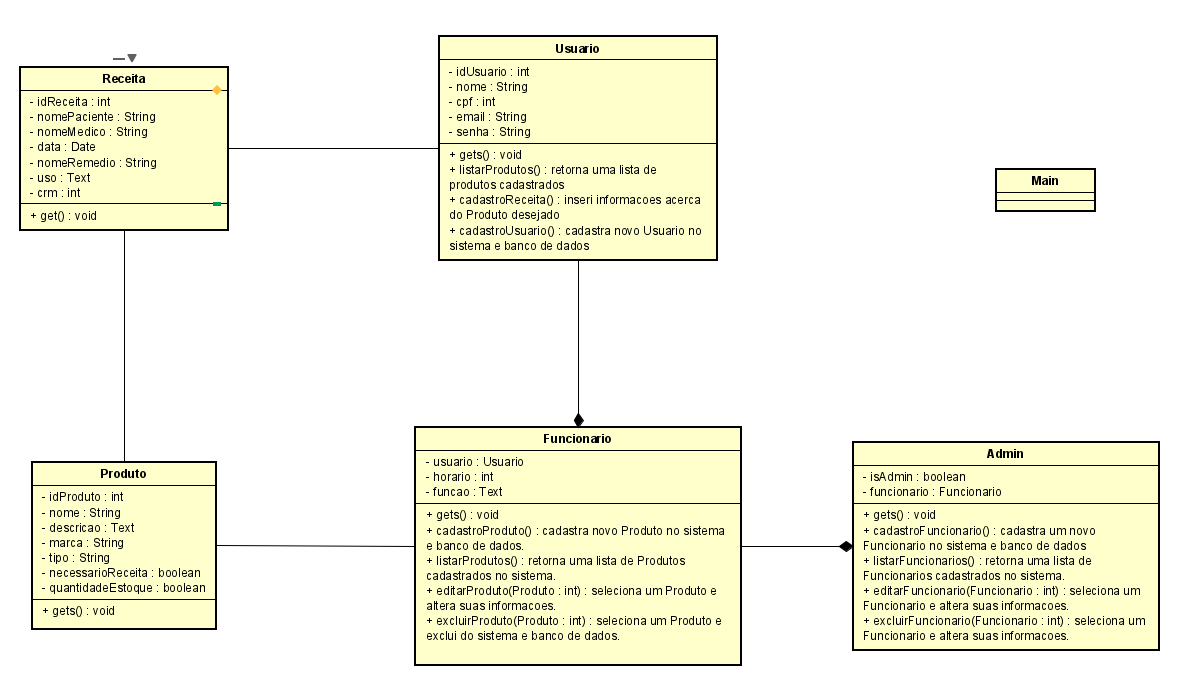 Receita
- idReceita : int
- nomePaciente : String
- nomeMedico : String
- data : Date
- nomeRemedio : String
- uso : Text
- crm : int
+ get() : void
Usuario
- idUsuario : int
- nome : String
- cpf : int
- email : String
- senha : String
+ gets() : void
+ listarProdutos() : retorna uma lista de
produtos cadastrados
+ cadastroReceita() : inseri informacoes acerca
do Produto desejado
+ cadastroUsuario() : cadastra novo Usuario no
sistema e banco de dados
Main
Produto
- idProduto : int
- nome : String
- descricao : Text
- marca : String
- tipo : String
- necessarioReceita : boolean
- quantidadeEstoque : boolean
+ gets() : void
Funcionario
- usuario : Usuario
- horario : int
- funcao : Text
+ gets() : void
+ cadastroProduto() : cadastra novo Produto no sistema
e banco de dados.
+ listarProdutos() : retorna uma lista de Produtos
cadastrados no sistema.
+ editarProduto(Produto : int) : seleciona um Produto e
altera suas informacoes.
+ excluirProduto(Produto : int) : seleciona um Produto e
exclui do sistema e banco de dados.
Admin
- isAdmin : boolean
- funcionario : Funcionario
+ gets() : void
+ cadastroFuncionario() : cadastra um novo
Funcionario no sistema e banco de dados
+ listarFuncionarios() : retorna uma lista de
Funcionarios cadastrados no sistema.
+ editarFuncionario(Funcionario : int) : seleciona um
Funcionario e altera suas informacoes.
+ excluirFuncionario(Funcionario : int) : seleciona um
Funcionario e altera suas informacoes.